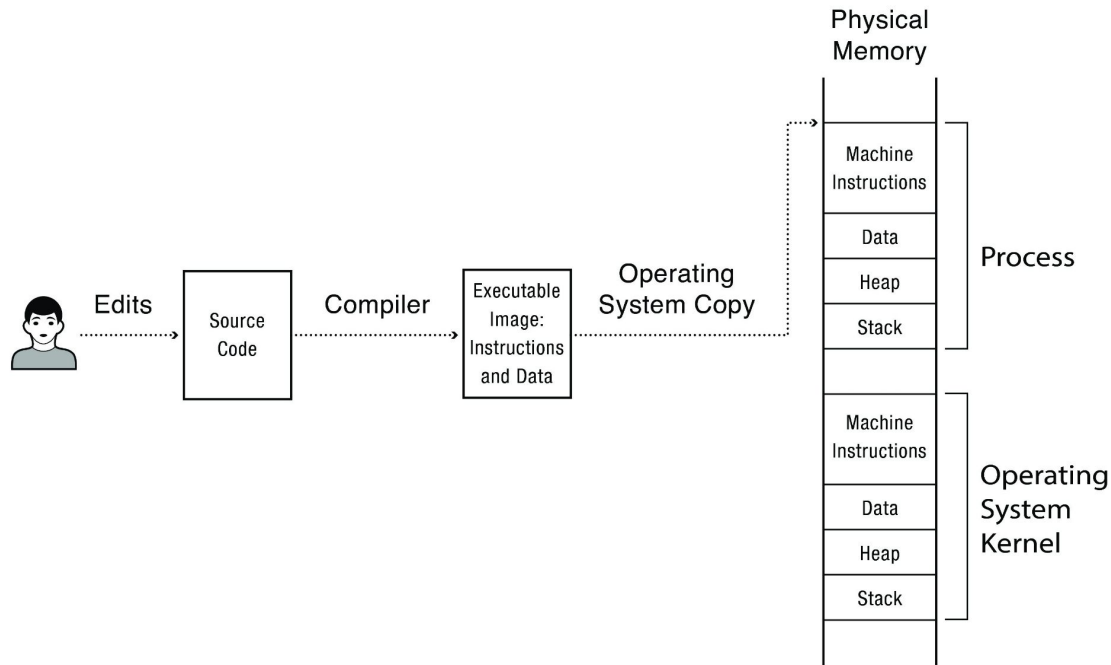 Physical
Memory
Edits
Source
Code
Compiler
Executable
Image:
Instructions
and Data
Operating
System Copy
Machine
Instructions
Data
Heap
Stack
Process
Machine
Instructions
Data
Heap
Stack
Operating
System
Kernel